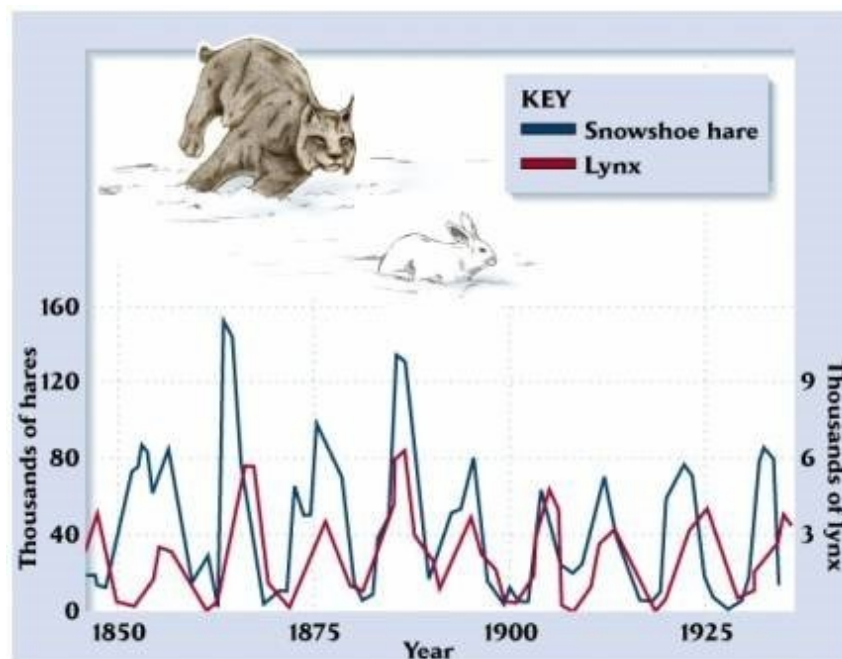 KEY
Snowshoe hare
Lynx
Thousands of hares
160
120
80
40
0
9
6
3
Thousands of lynx
1850
1875
1900
1925
Year